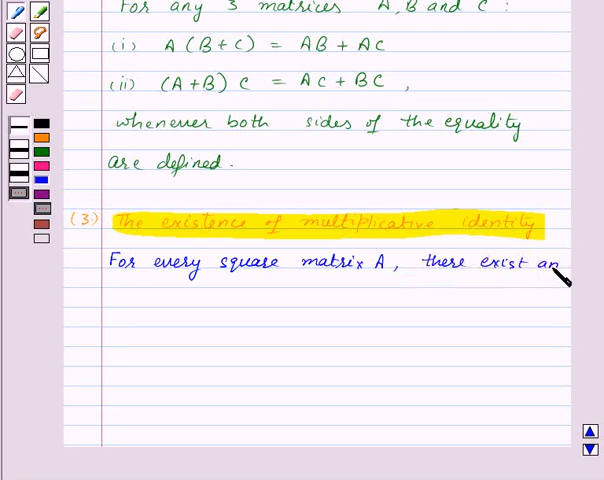 For any 3 matrices A, B and C :
(i) A (B+C) = AB + AC
(ii) (A+B) C = AC + BC ,
whenever both sides of the equality
are defined.
(3) The existence of multiplicative identity
For every square matrix A, there exist an